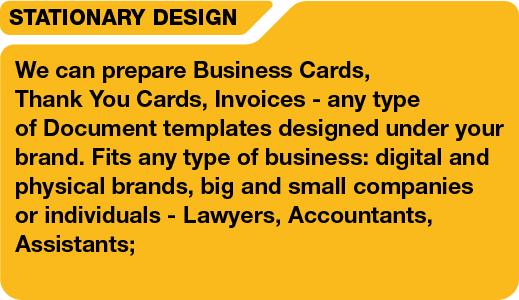 STATIONARY DESIGN
We can prepare Business Cards,
Thank You Cards, Invoices - any type
of Document templates designed under your
brand. Fits any type of business: digital and
physical brands, big and small companies
or individuals - Lawyers, Accountants,
Assistants;